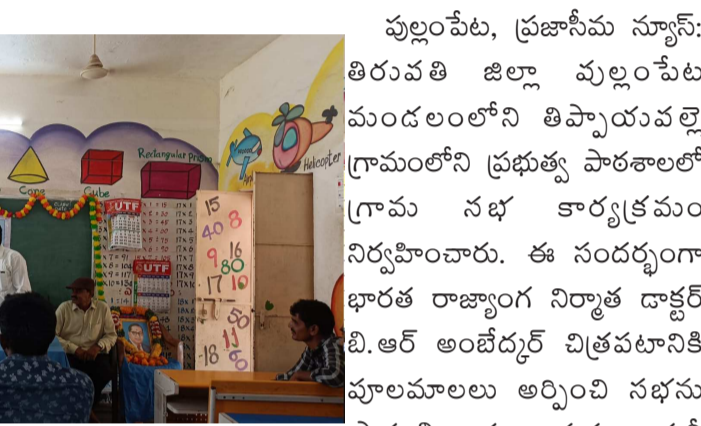 పుల్లంపేట, ప్రజాసీమ న్యూస్:
తిరుపతి జిల్లా పుల్లంపేట
మండలంలోని తిప్పాయపల్లె
గ్రామంలోని ప్రభుత్వ పాఠశాలలో
గ్రామ సభ కార్యక్రమం
నిర్వహించారు. ఈ సందర్భంగా
భారత రాజ్యాంగ నిర్మాత డాక్టర్
బి.ఆర్ అంబేద్కర్ చిత్రపటానికి
పూలమాలలు అర్పించి సభను
Rectangular Prism
Cone
Cube
Helicopter
UTF
UTF
15
40 8
9 16
80
17 10
50
11
-18 90